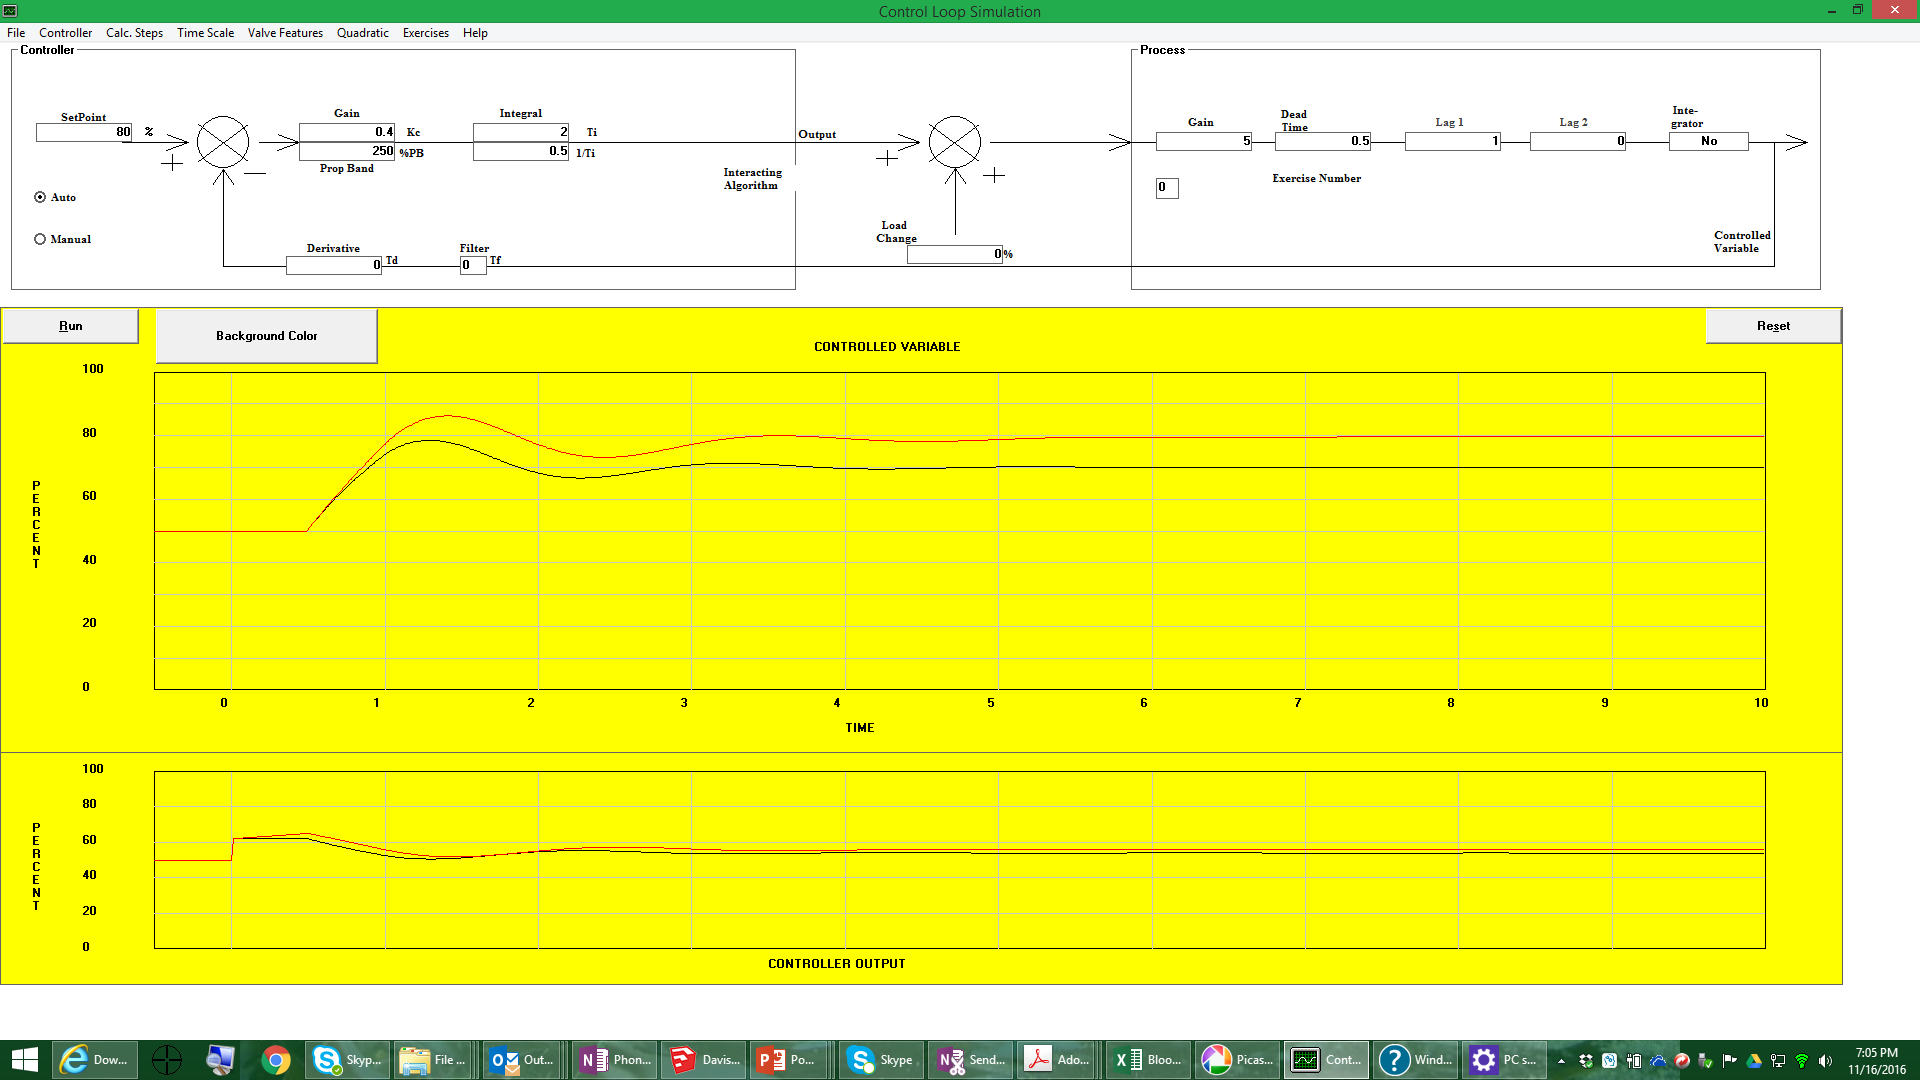 Control Loop Simulation
File Controller Calc. Steps Time Scale Valve Features Quadratic Exercises Help
Controller
Process
SetPoint
80 %
Gain
0.4 Kc
250 %PB
Prop Band
Integral
2 Ti
0.5 1/Ti
Output
Interacting
Algorithm
Auto
Manual
Derivative
0 Td
Filter
0 Tf
Load
Change
0 %
Gain
5
Dead
Time
0.5
Lag 1
1
Lag 2
0
Inte-
grator
No
0
Exercise Number
Controlled
Variable
Run
Background Color
Reset
CONTROLLED VARIABLE
100
80
60
40
20
0
PERCENT
0 1 2 3 4 5 6 7 8 9 10
TIME
100
80
60
40
20
0
PERCENT
CONTROLLER OUTPUT
Dow... Skyp... File ... Out... Phon... Davis... Po... Skype Send... Ado... Bloo... Picas... Cont... Wind... PC s...
7:05 PM
11/16/2016